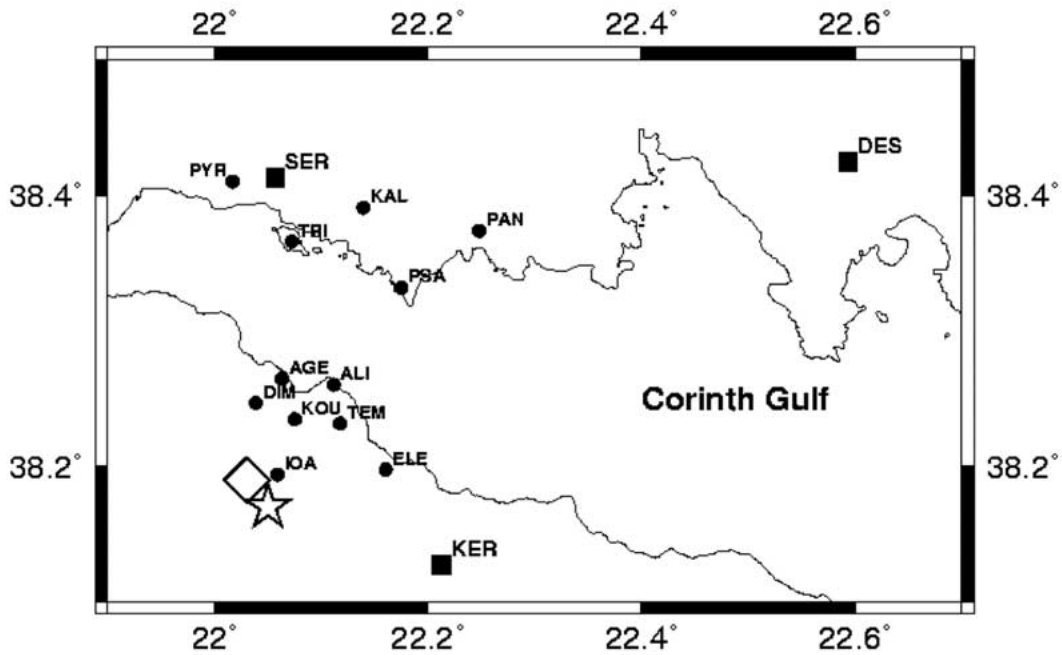 22° 22.2° 22.4° 22.6°
DES
PYR SER
38.4° KAL 38.4°
PAN
TRI
PSA
AGE ALI
DIM KOU TEM Corinth Gulf
38.2° IOA ELE 38.2°
KER
22° 22.2° 22.4° 22.6°